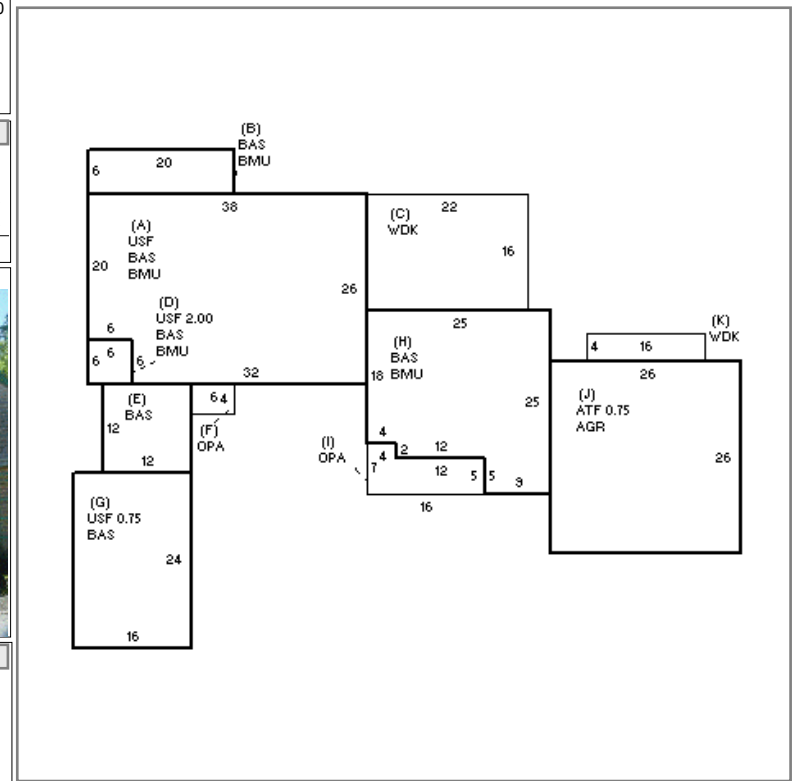 (B)
BAS
BMU
20
6
38
(A)
USF
BAS
BMU
20
26
22
(C)
WDK
16
(D)
USF 2.00
BAS
BMU
6
6
6
6
32
25
(H)
BAS
BMU
18
25
(K)
WDK
4
16
26
(J)
ATF 0.75
AGR
26
(E)
BAS
12
12
6
4
(F)
OPA
(I)
OPA
4
4
2
12
12
7
5
5
9
16
(G)
USF 0.75
BAS
24
16